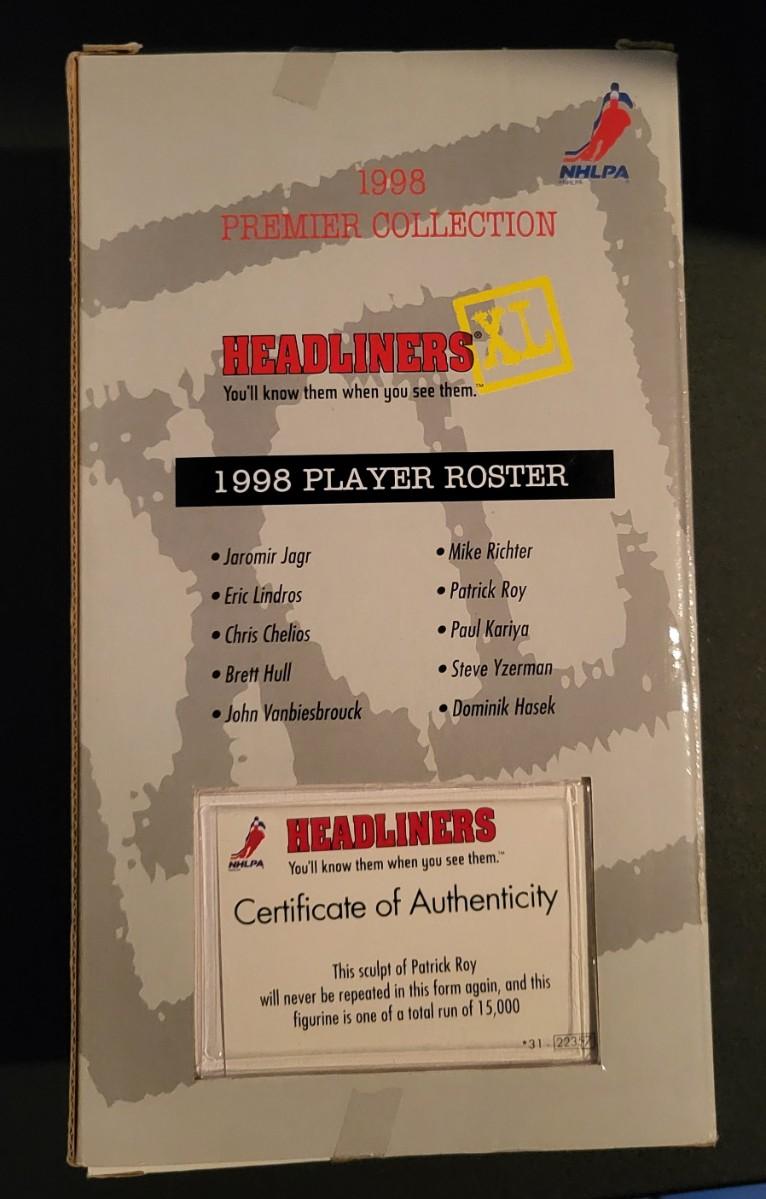 NHLPA
1998
PREMIER COLLECTION
HEADLINERS® XL
You'll know them when you see them.™
1998 PLAYER ROSTER
• Jaromir Jagr
• Eric Lindros
• Chris Chelios
• Brett Hull
• John Vanbiesbrouck
• Mike Richter
• Patrick Roy
• Paul Kariya
• Steve Yzerman
• Dominik Hasek
NHLPA
HEADLINERS
You'll know them when you see them.™
Certificate of Authenticity
This sculpt of Patrick Roy
will never be repeated in this form again, and this
figurine is one of a total run of 15,000